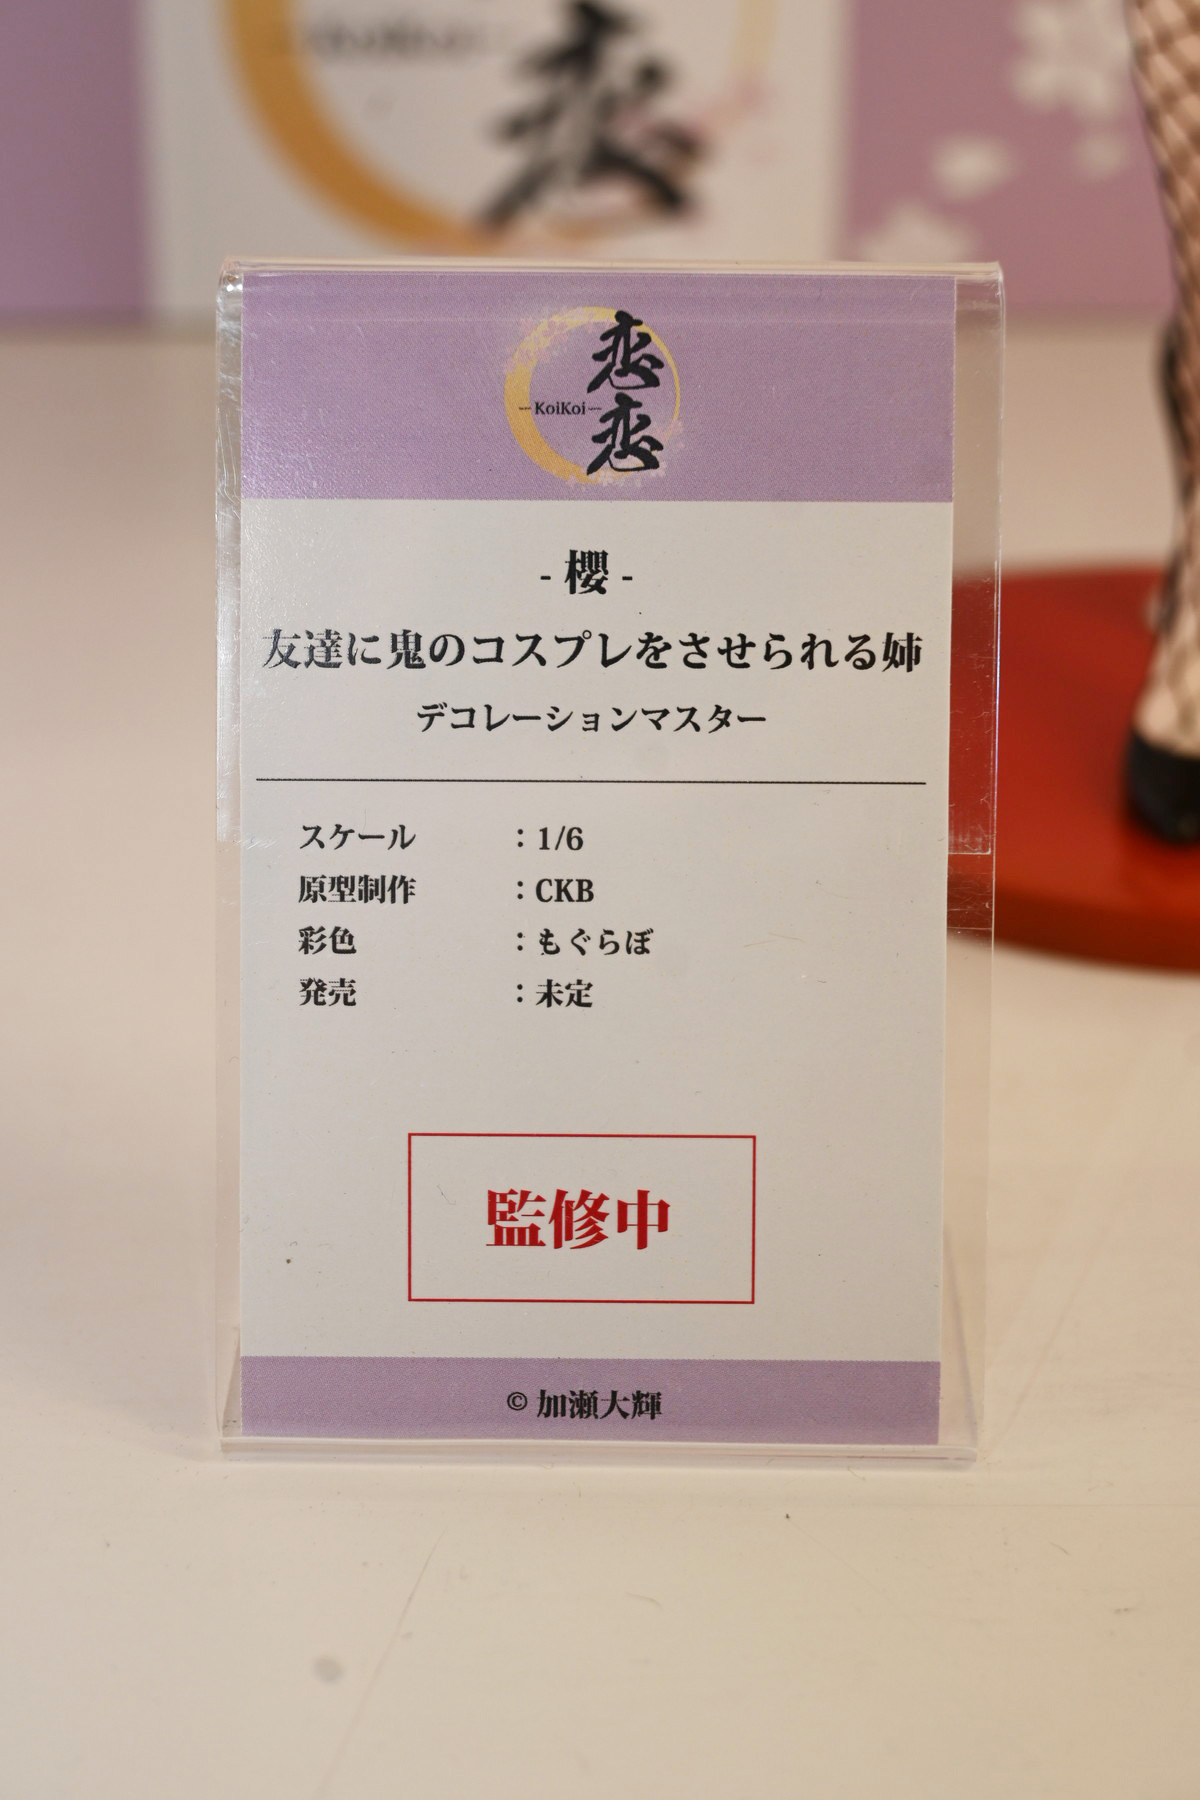 恋
恋恋
KoiKoi
- 櫻 -
友達に鬼のコスプレをさせられる姉
デコレーションマスター
スケール : 1/6
原型制作 : CKB
彩色 : もぐらぼ
発売 : 未定
監修中
© 加瀬大輝